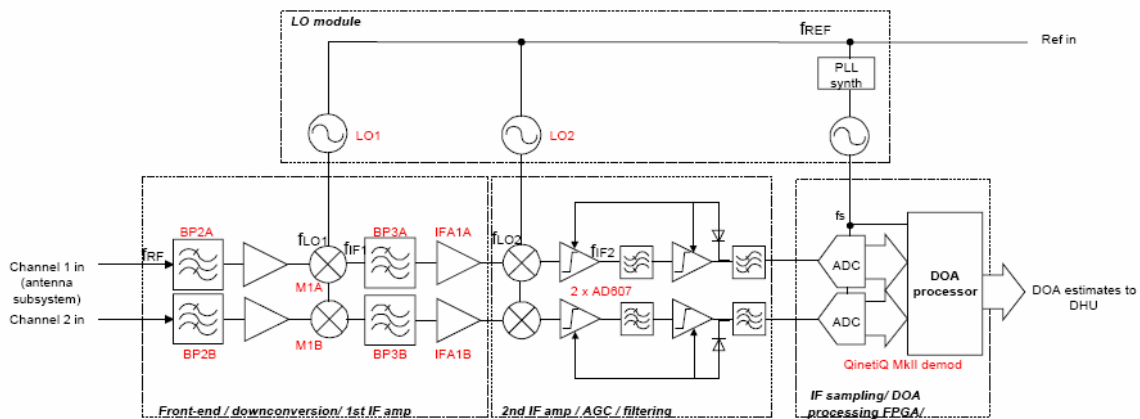 LO module
fREF
Ref in
PLL
synth
LO1
LO2
fs
BP2A
fLO1
fIF1
BP3A
IFA1A
fLO2
fRF
fIF2
Channel 1 in
(antenna
subsystem)
M1A
2 x AD607
ADC
DOA
processor
DOA estimates to
DHU
Channel 2 in
ADC
BP2B
M1B
BP3B
IFA1B
QinetiQ MkII demod
Front-end / downconversion/ 1st IF amp
2nd IF amp / AGC / filtering
IF sampling/ DOA
processing FPGA/